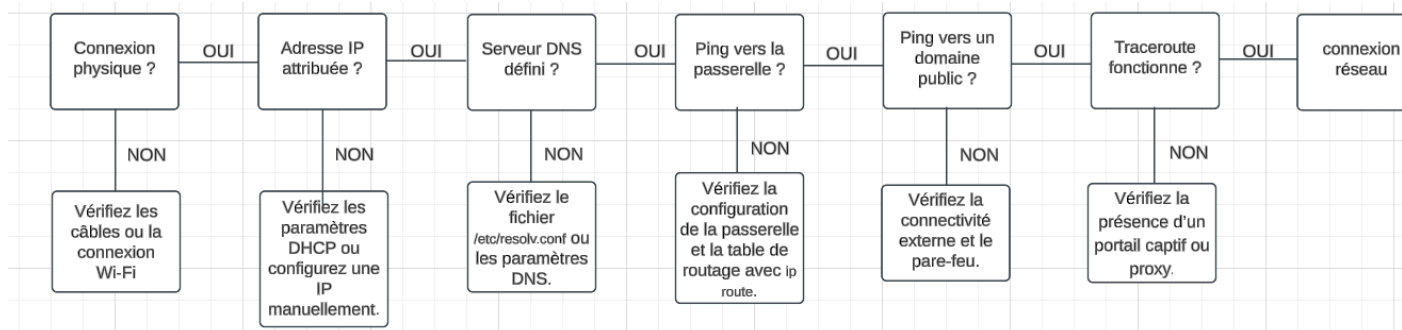 Connexion
physique ?
OUI
Adresse IP
attribuée ?
OUI
Serveur DNS
défini ?
OUI
Ping vers la
passerelle ?
OUI
Ping vers un
domaine
public ?
OUI
Traceroute
fonctionne ?
OUI
connexion
réseau
NON
NON
NON
NON
NON
NON
Vérifiez les
câbles ou la
connexion
Wi-Fi
Vérifiez les
paramètres
DHCP ou
configurez une
IP
manuellement.
Vérifiez le
fichier
/etc/resolv.conf ou
les paramètres
DNS.
Vérifiez la
configuration
de la passerelle
et la table de
routage avec ip
route.
Vérifiez la
connectivité
externe et le
pare-feu.
Vérifiez la
présence d'un
portail captif ou
proxy.